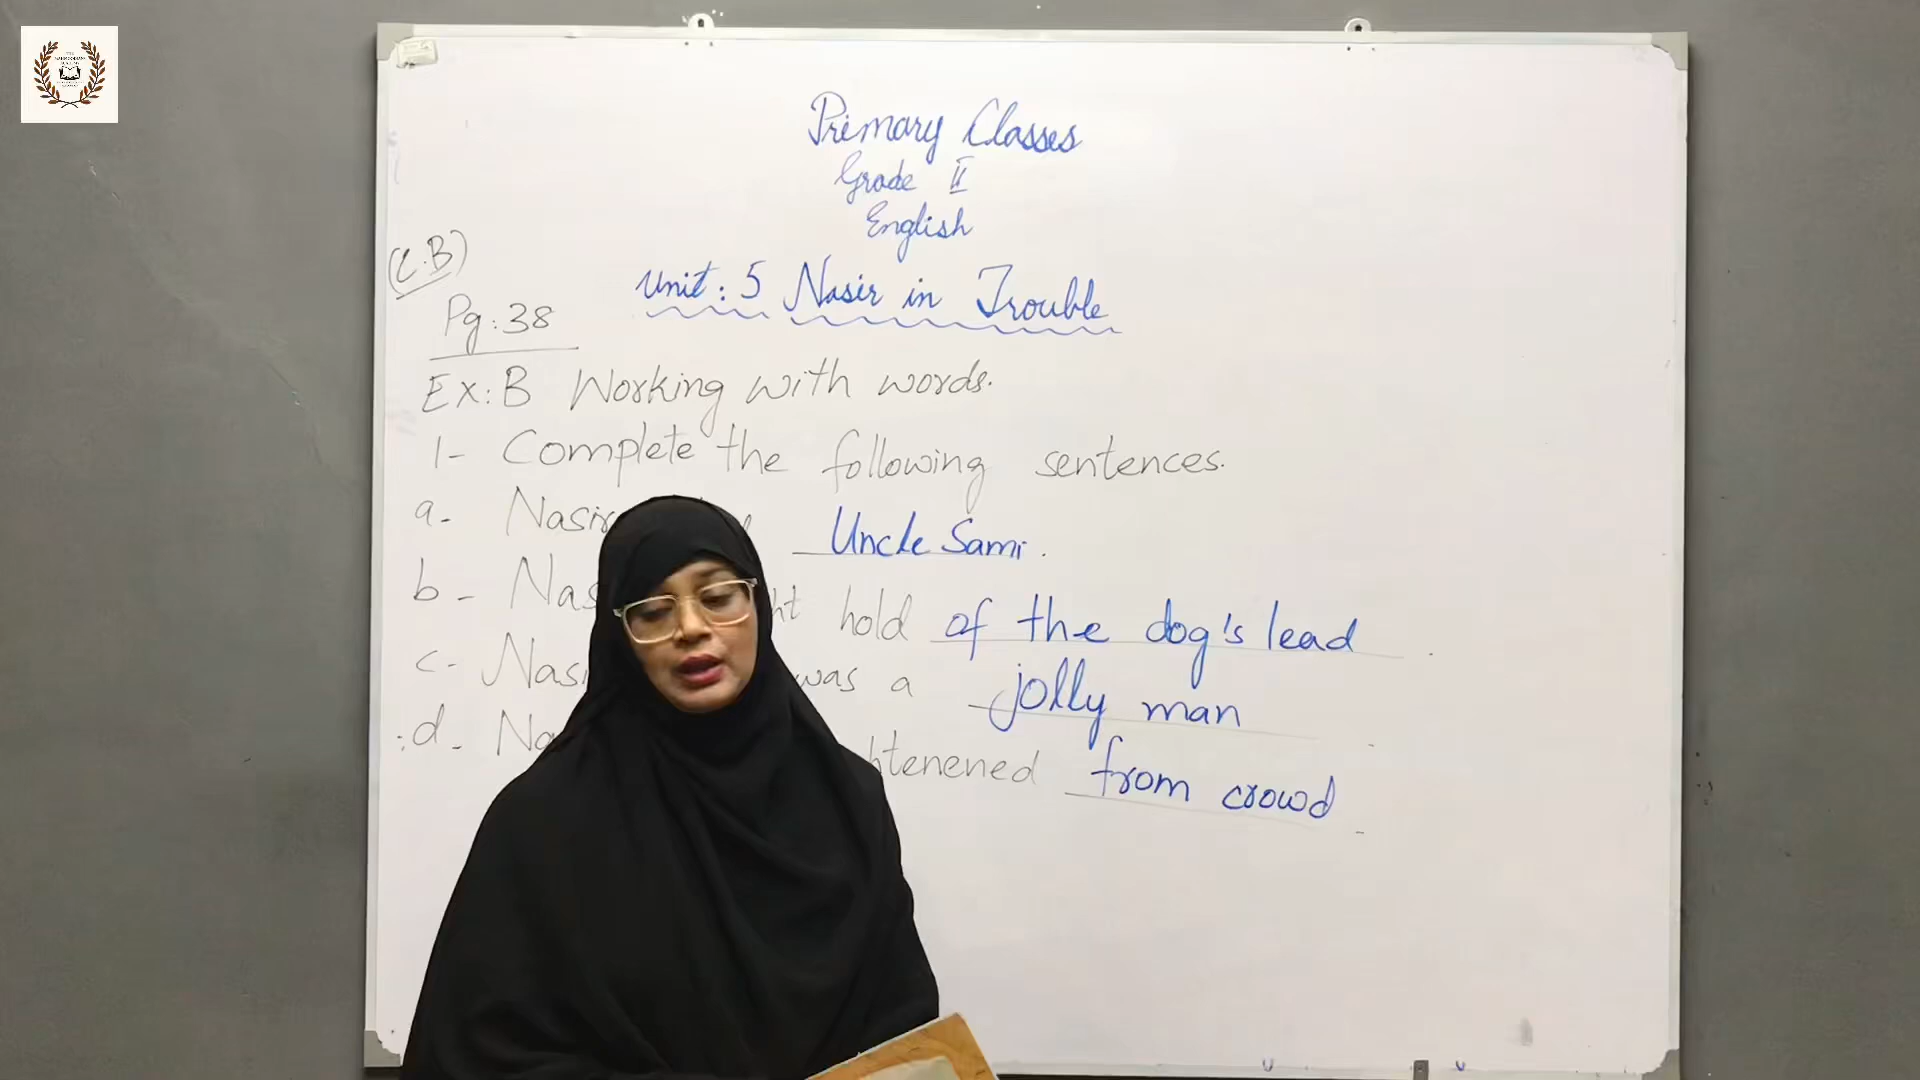 Primary Classes
Grade II
English
(C.B)
Unit: 5 Nasir in Trouble
Pg: 38
Ex: B Working with words.
1- Complete the following sentences.
a- Nasir Uncle Sami.
b- hold of the dog's lead.
c- was a jolly man.
d- from crowd.